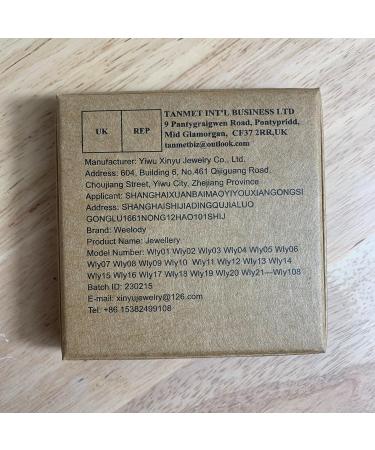 UK REP
TANMET INT'L BUSINESS LTD
9 Pantygraigwen Road, Pontypridd,
Mid Glamorgan, CF37 2RR,UK
tanmetbiz@outlook.com
Manufacturer: Yiwu Xinyu Jewelry Co., Ltd.
Address: 604, Building 6, No.461 Qijiguang Road.
Choujiang Street, Yiwu City, Zhejiang Province
Applicant: SHANGHAIXUANBAIMAOYIYOUXIANGONGSI
Address: SHANGHAISHIJIADINGQUJIALUO
GONGLU1661NONG12HAO101SHIJ
Brand: Weelody
Product Name: Jewellery
Model Number: Wly01 Wly02 Wly03 Wly04 Wly05 Wly06
Wly07 Wly08 Wly09 Wly10 Wly11 Wly12 Wly13 Wly14
Wly15 Wly16 Wly17 Wly18 Wly19 Wly20 Wly21—Wly108
Batch ID: 230215
E-mail: xinyujewelry@126.com
Tel: +86 15382499108